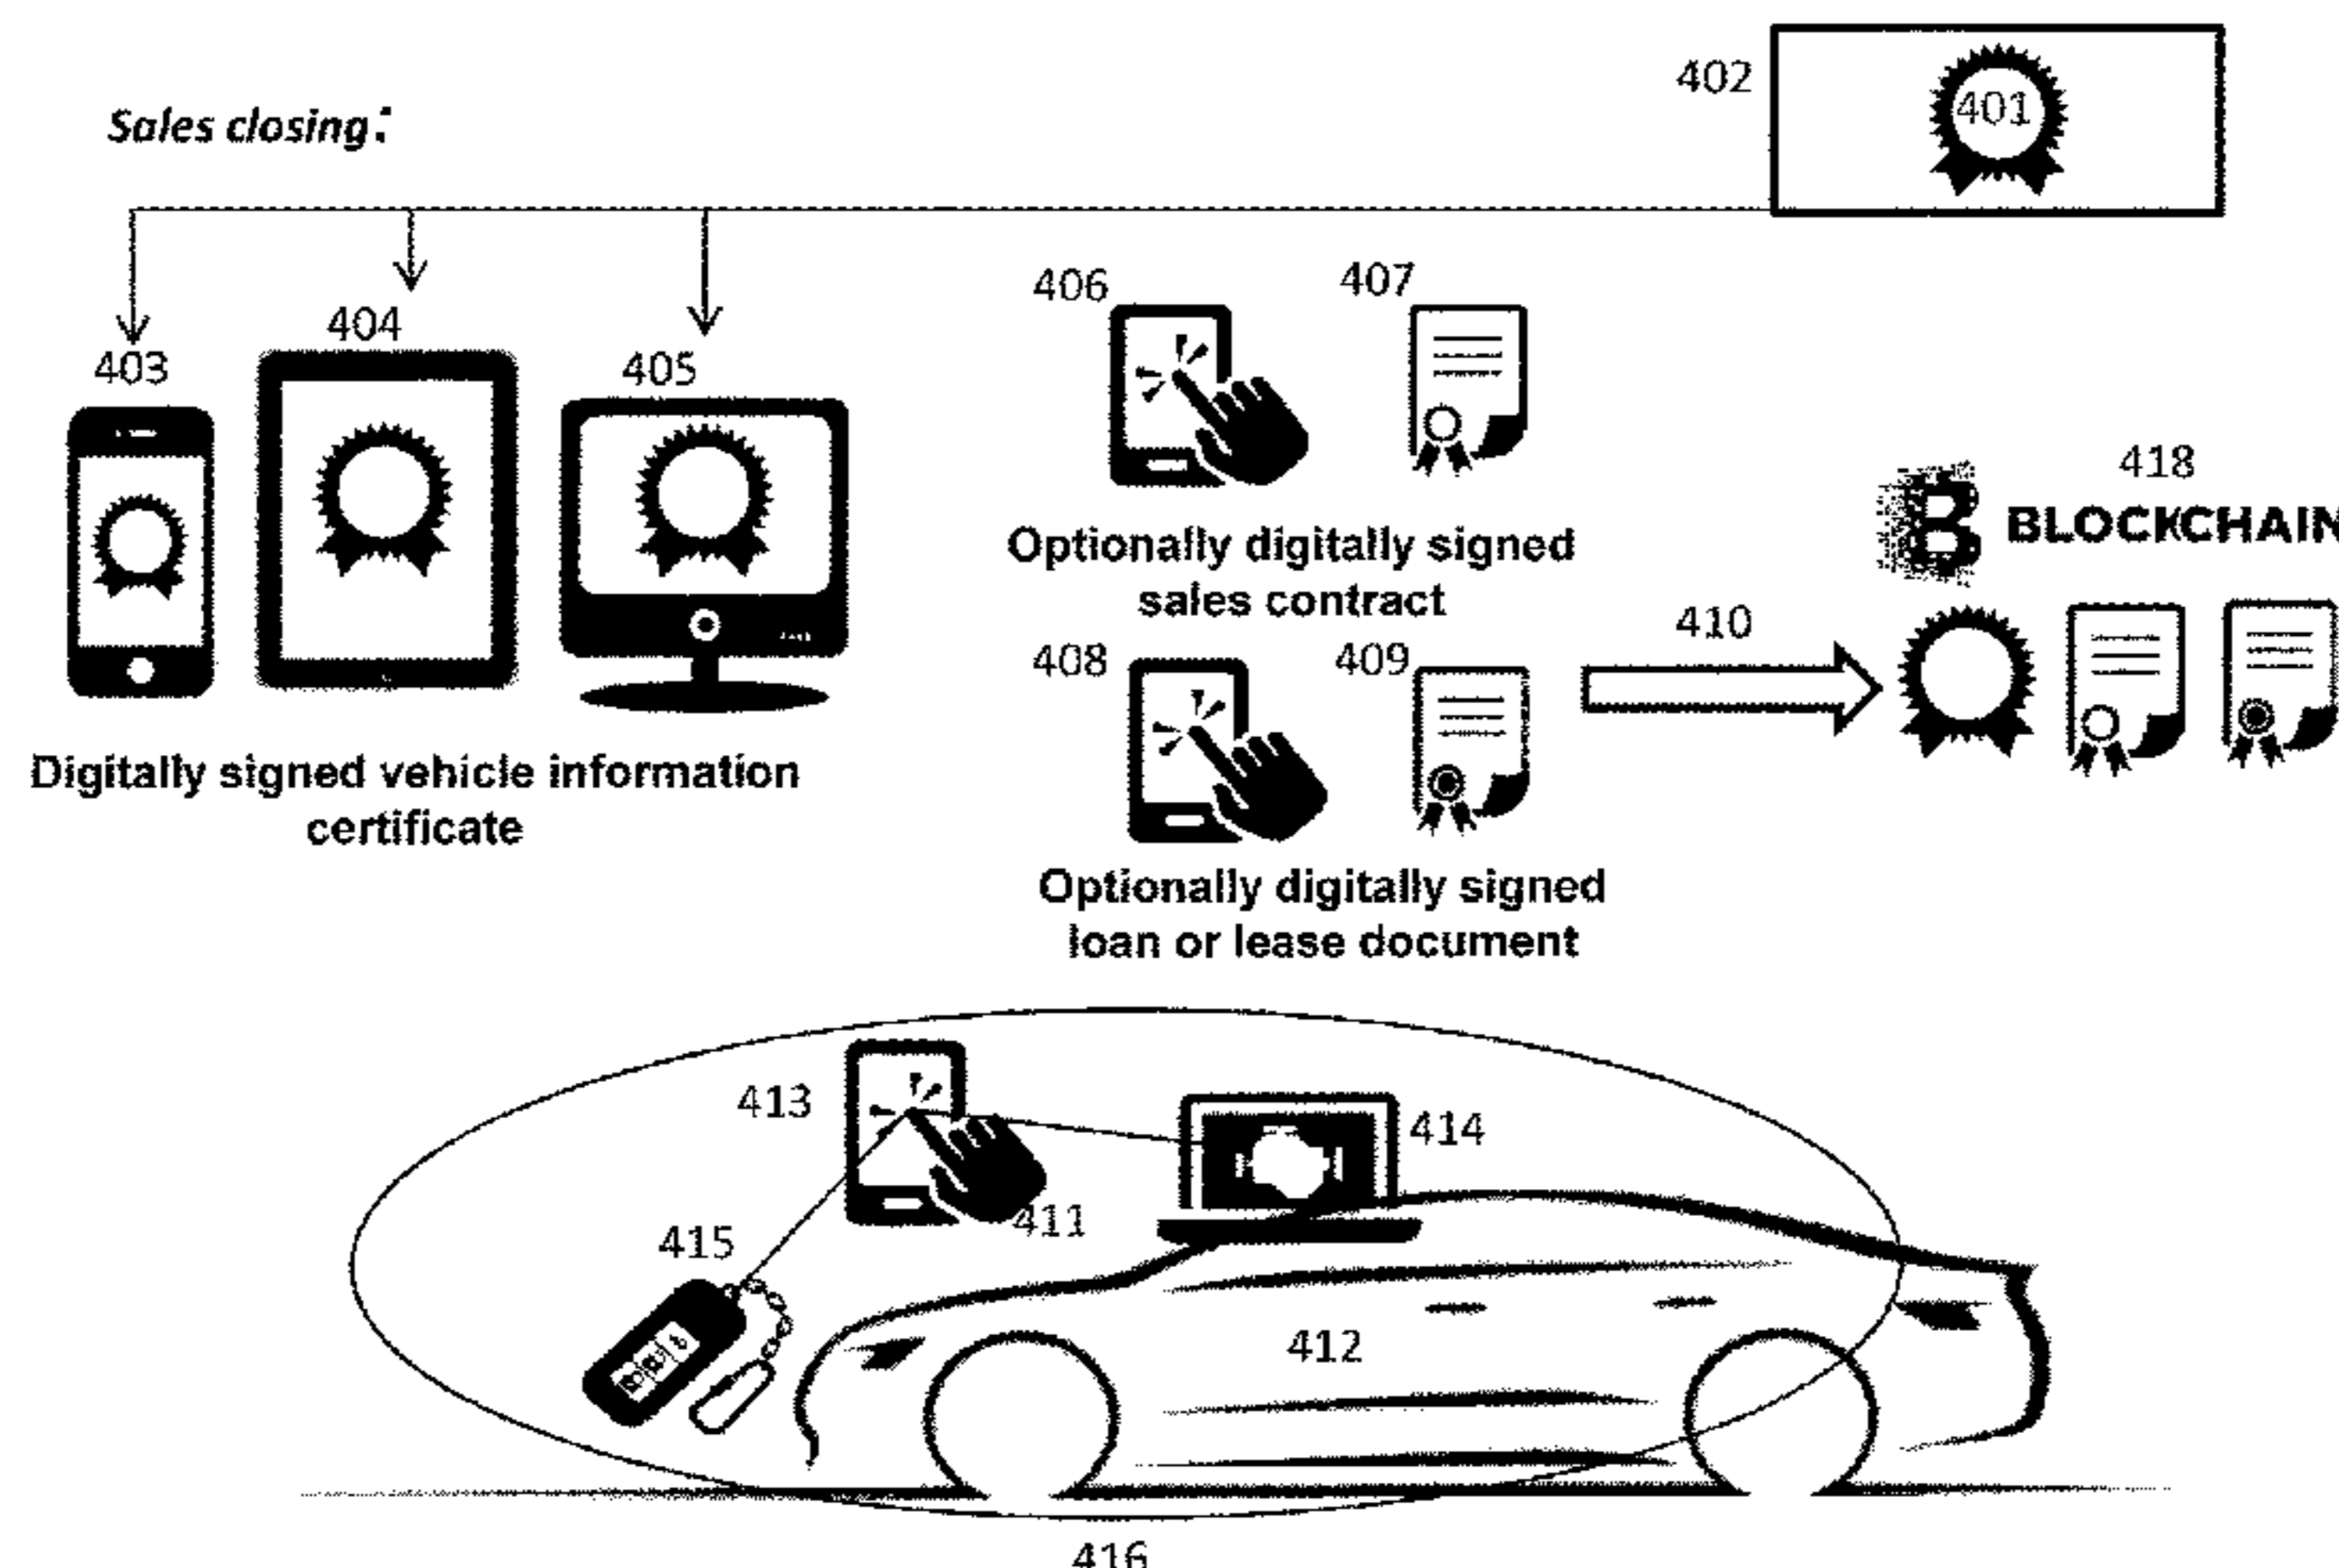 402
401
Sales closing:
406
407
404
403
405
418
BLOCKCHAIN
Optionally digitally signed
sales contract
410
408
409
Digitally signed vehicle information
certificate
Optionally digitally signed
loan or lease document
413
414
411
415
412
416